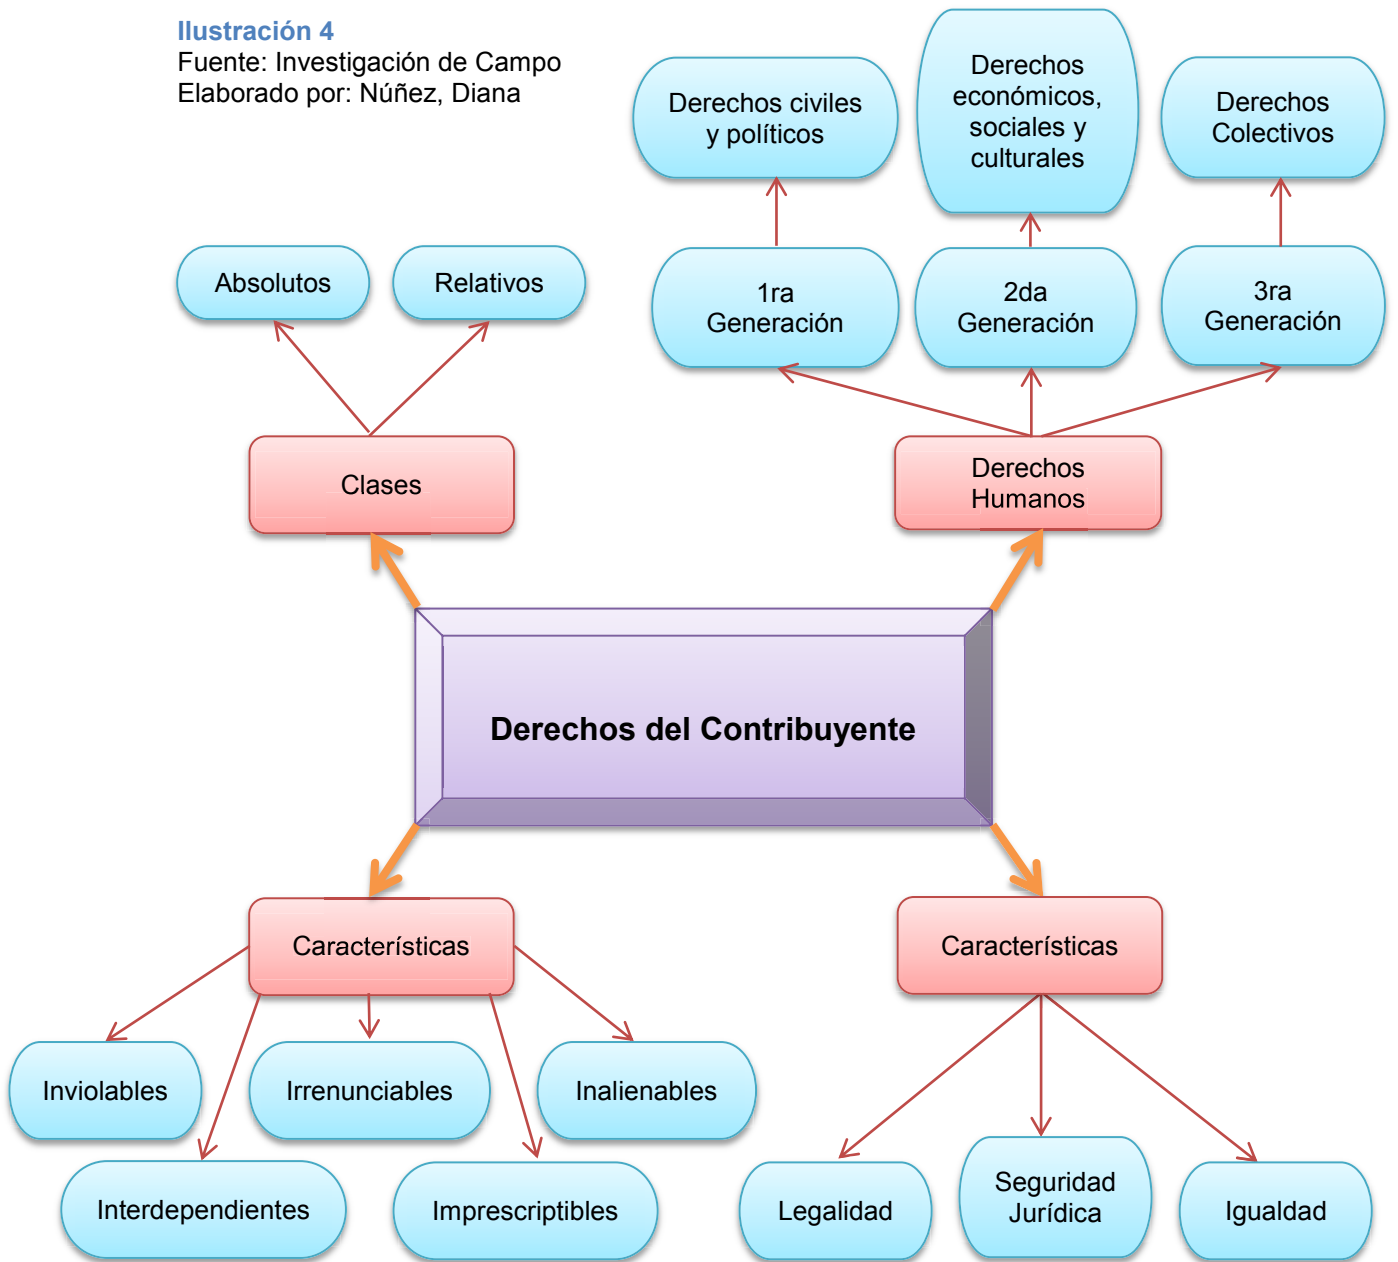 Ilustración 4
Fuente: Investigación de Campo
Elaborado por: Núñez, Diana
Derechos civiles
y políticos
Derechos
económicos,
sociales y
culturales
Derechos
Colectivos
Absolutos
Relativos
1ra
Generación
2da
Generación
3ra
Generación
Clases
Derechos
Humanos
Derechos del Contribuyente
Características
Características
Inviolables
Irrenunciables
Inalienables
Interdependientes
Imprescriptibles
Legalidad
Seguridad
Jurídica
Igualdad